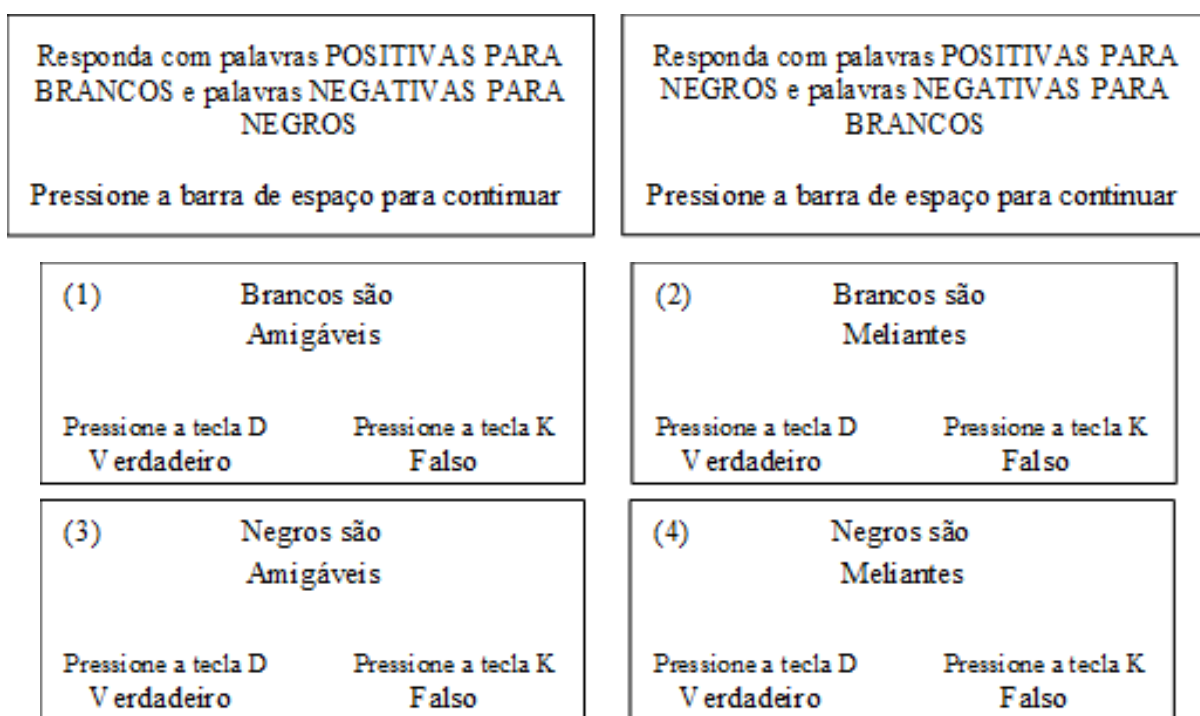 Responda com palavras POSITIVAS PARA
BRANCOS e palavras NEGATIVAS PARA
NEGROS
Pressione a barra de espaço para continuar
Responda com palavras POSITIVAS PARA
NEGROS e palavras NEGATIVAS PARA
BRANCOS
Pressione a barra de espaço para continuar
(1) Brancos são
Amigáveis
Pressione a tecla D Pressione a tecla K
Verdadeiro Falso
(2) Brancos são
Meliantes
Pressione a tecla D Pressione a tecla K
Verdadeiro Falso
(3) Negros são
Amigáveis
Pressione a tecla D Pressione a tecla K
Verdadeiro Falso
(4) Negros são
Meliantes
Pressione a tecla D Pressione a tecla K
Verdadeiro Falso